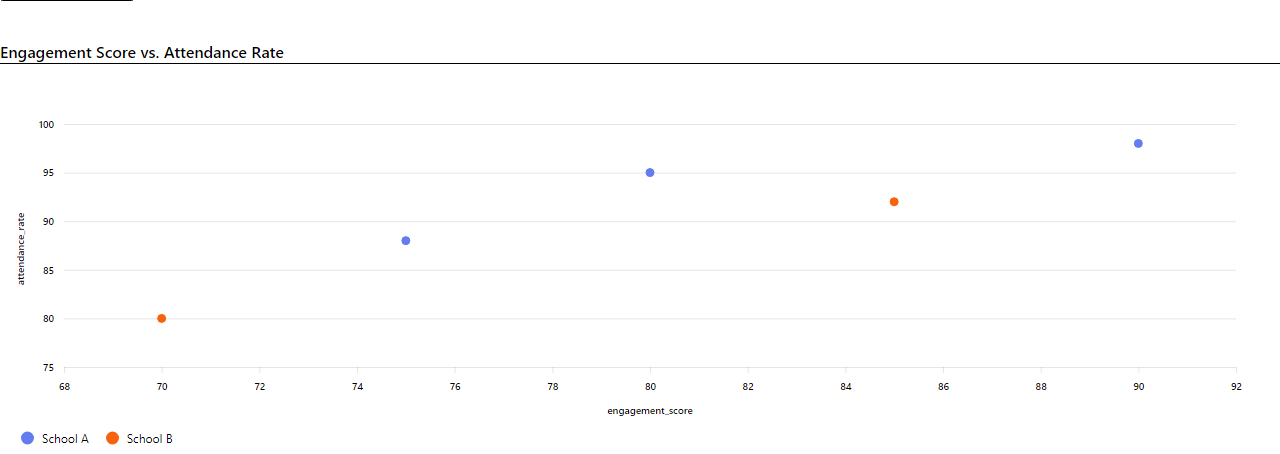 Engagement Score vs. Attendance Rate
100
95
90
85
80
75
attendance_rate
68 70 72 74 76 78 80 82 84 86 88 90 92
engagement_score
School A School B